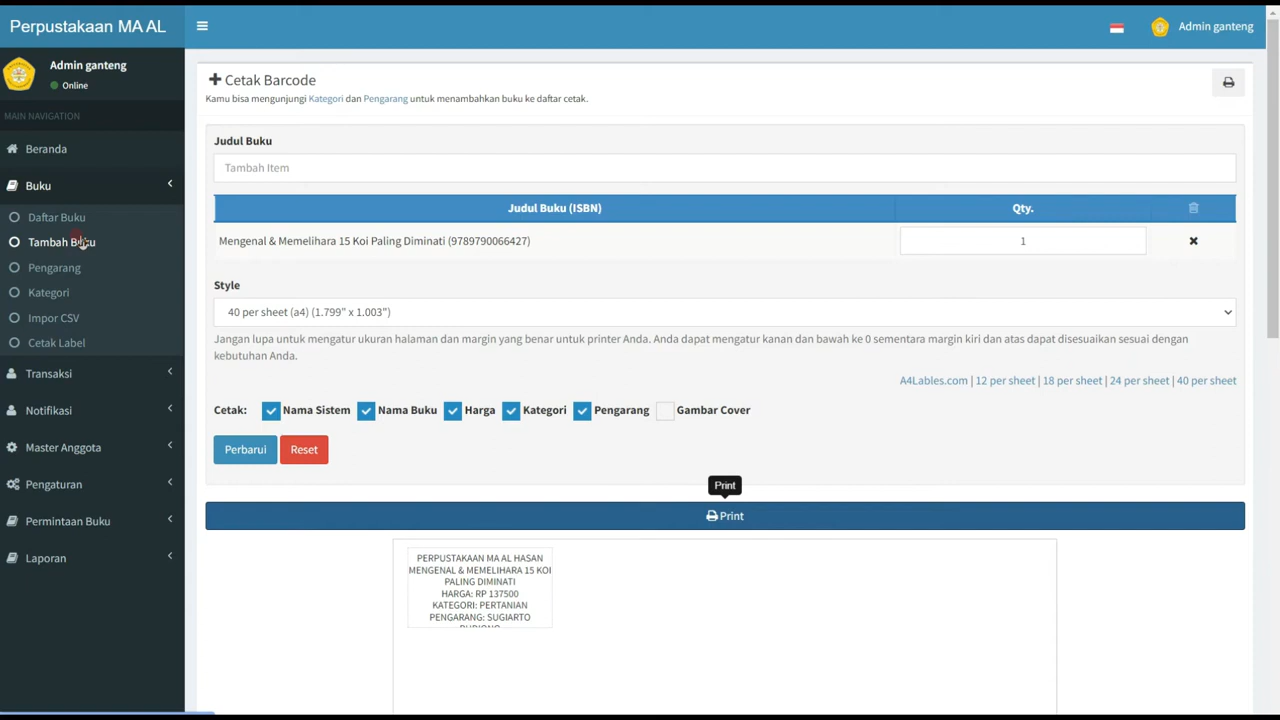 Perpustakaan MA AL
Admin ganteng
Admin ganteng
Online
MAIN NAVIGATION
Beranda
Buku
Daftar Buku
Tambah Buku
Pengarang
Kategori
Impor CSV
Cetak Label
Transaksi
Notifikasi
Master Anggota
Pengaturan
Permintaan Buku
Laporan
Cetak Barcode
Kamu bisa mengunjungi Kategori dan Pengarang untuk menambahkan buku ke daftar cetak.
Judul Buku
Tambah Item
Judul Buku (ISBN) Qty.
Mengenal & Memelihara 15 Koi Paling Diminati (9789790066427) 1
Style
40 per sheet (a4) (1.799" x 1.003")
Jangan lupa untuk mengatur ukuran halaman dan margin yang benar untuk printer Anda. Anda dapat mengatur kanan dan bawah ke 0 sementara margin kiri dan atas dapat disesuaikan sesuai dengan
kebutuhan Anda.
A4Lables.com | 12 per sheet | 18 per sheet | 24 per sheet | 40 per sheet
Cetak: Nama Sistem Nama Buku Harga Kategori Pengarang Gambar Cover
Perbarui Reset
Print
Print
PERPUSTAKAAN MA AL HASAN
MENGENAL & MEMELIHARA 15 KOI
PALING DIMINATI
HARGA: RP 137500
KATEGORI: PERTANIAN
PENGARANG: SUGIARTO